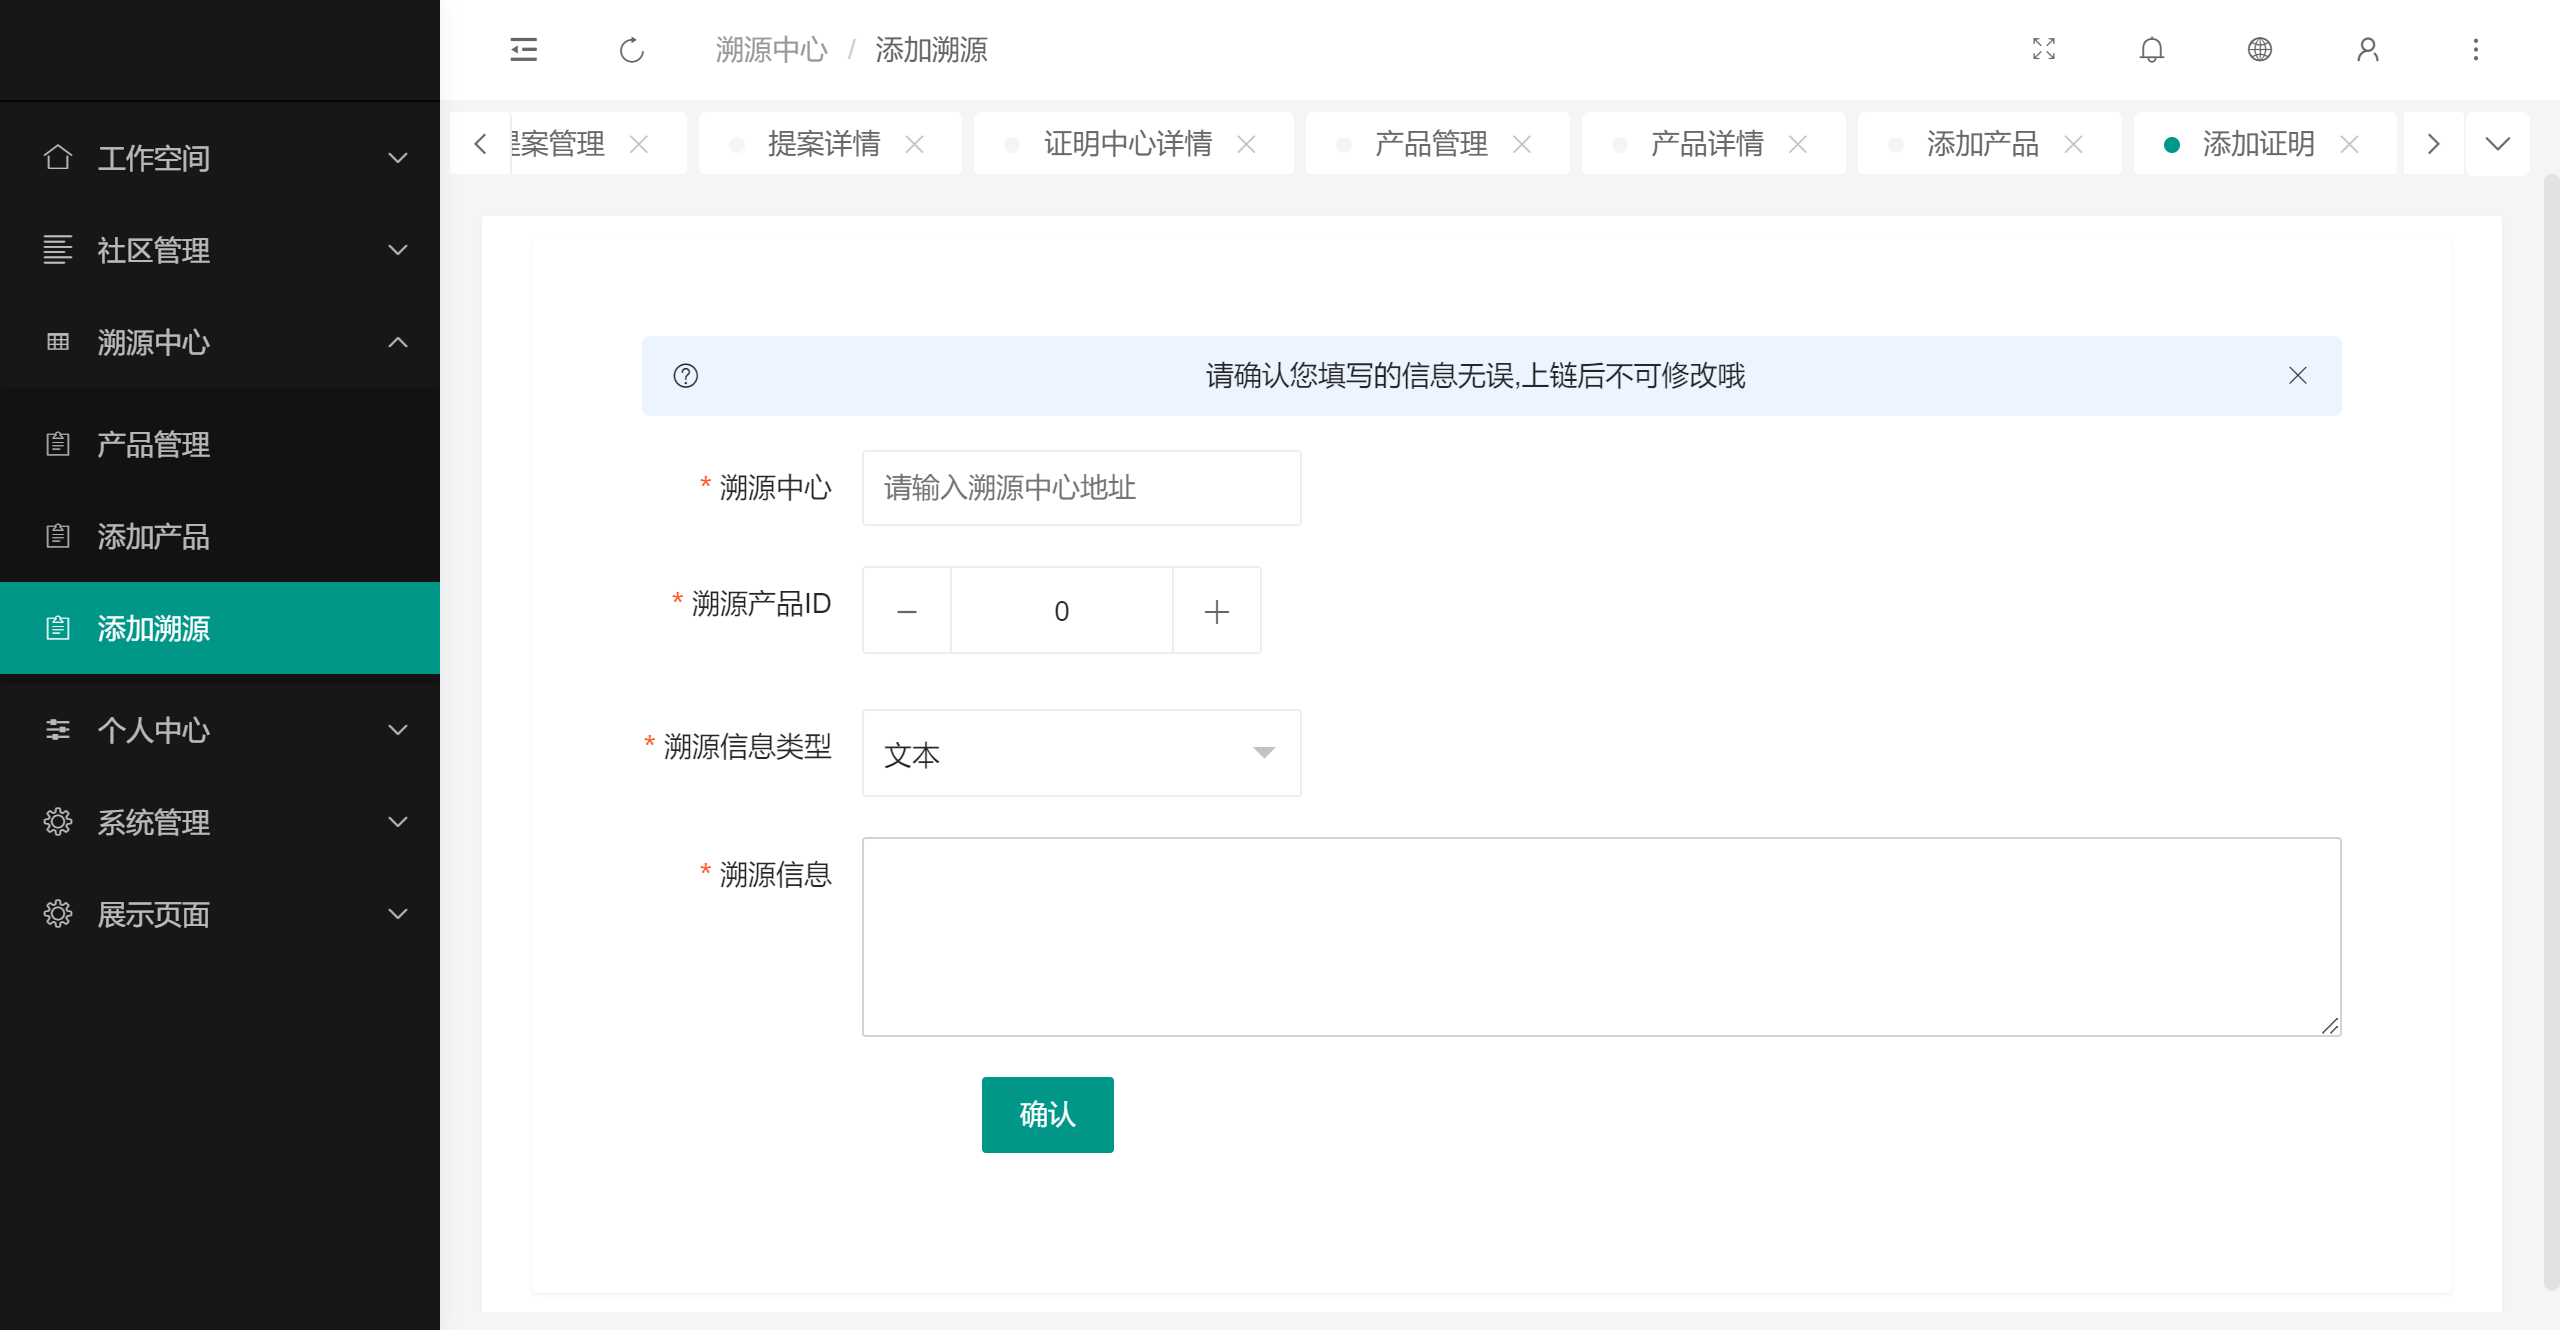 溯源中心 / 添加溯源
案管理
提案详情
证明中心详情
产品管理
产品详情
添加产品
添加证明
工作空间
社区管理
溯源中心
产品管理
添加产品
添加溯源
个人中心
系统管理
展示页面
请确认您填写的信息无误,上链后不可修改哦
* 溯源中心 请输入溯源中心地址
* 溯源产品ID 0
* 溯源信息类型 文本
* 溯源信息
确认